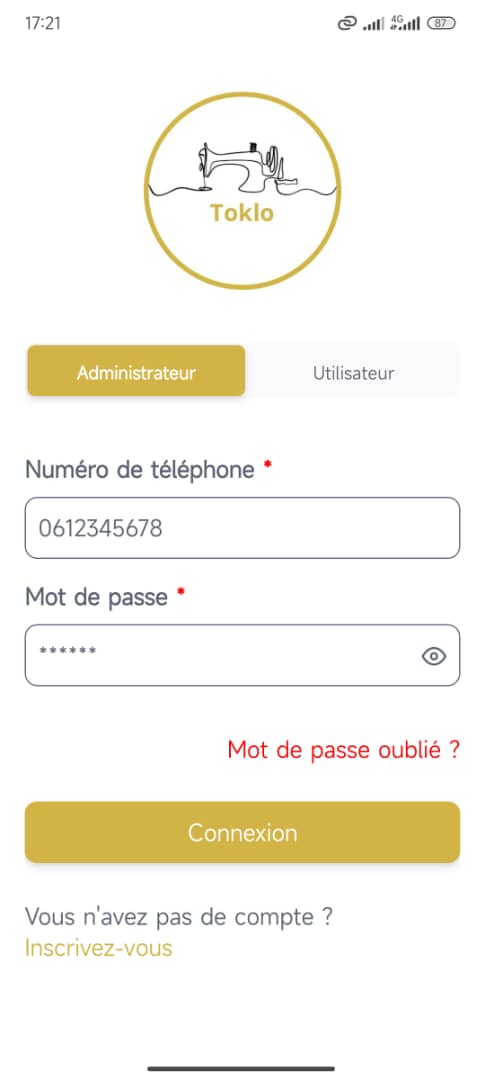 17:21
4G
87
Toklo
Administrateur
Utilisateur
Numéro de téléphone *
0612345678
Mot de passe *
******
Mot de passe oublié ?
Connexion
Vous n'avez pas de compte ?
Inscrivez-vous